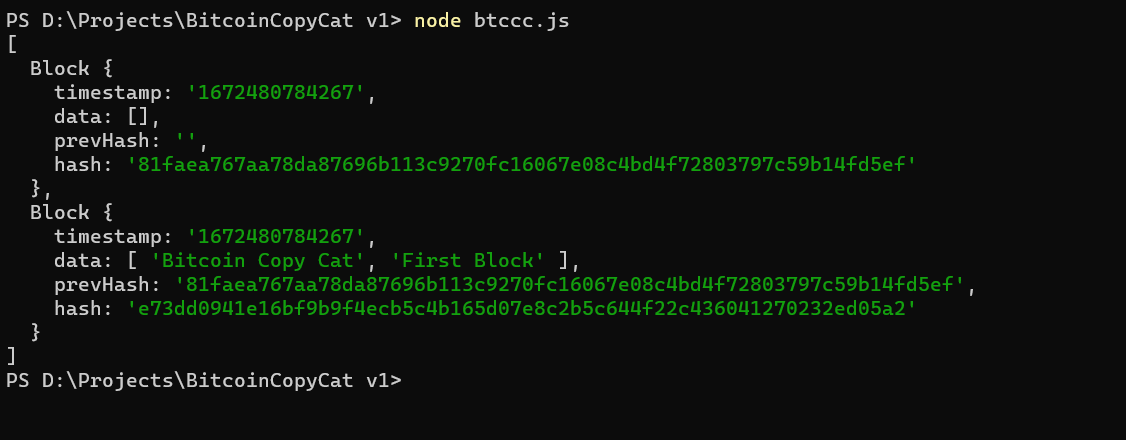 PS D:\Projects\BitcoinCopyCat v1> node btccc.js
[
  Block {
    timestamp: '1672480784267',
    data: [],
    prevHash: '',
    hash: '81faea767aa78da87696b113c9270fc16067e08c4bd4f72803797c59b14fd5ef'
  },
  Block {
    timestamp: '1672480784267',
    data: [ 'Bitcoin Copy Cat', 'First Block' ],
    prevHash: '81faea767aa78da87696b113c9270fc16067e08c4bd4f72803797c59b14fd5ef',
    hash: 'e73dd0941e16bf9b9f4ecb5c4b165d07e8c2b5c644f22c436041270232ed05a2'
  }
]
PS D:\Projects\BitcoinCopyCat v1>